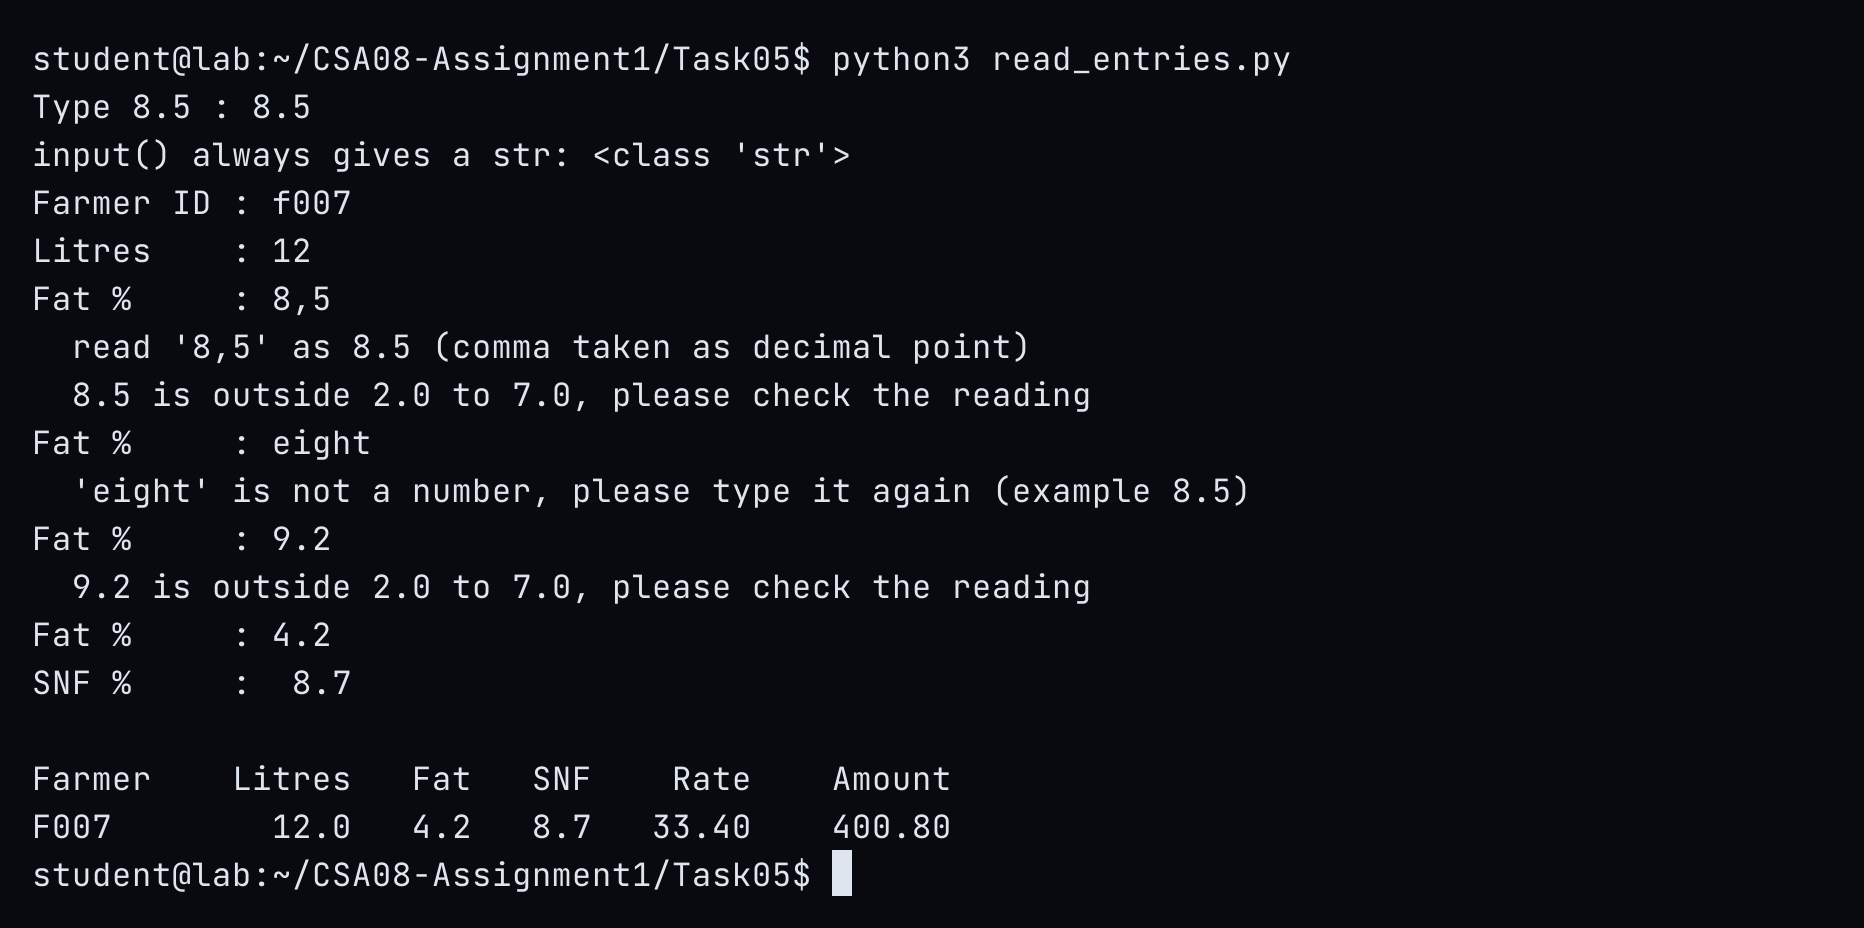 student@lab:~/CSA08-Assignment1/Task05$ python3 read_entries.py
Type 8.5 : 8.5
input() always gives a str: <class 'str'>
Farmer ID : f007
Litres    : 12
Fat %     : 8,5
  read '8,5' as 8.5 (comma taken as decimal point)
  8.5 is outside 2.0 to 7.0, please check the reading
Fat %     : eight
  'eight' is not a number, please type it again (example 8.5)
Fat %     : 9.2
  9.2 is outside 2.0 to 7.0, please check the reading
Fat %     : 4.2
SNF %     :  8.7

Farmer    Litres   Fat   SNF    Rate    Amount
F007        12.0   4.2   8.7   33.40    400.80
student@lab:~/CSA08-Assignment1/Task05$